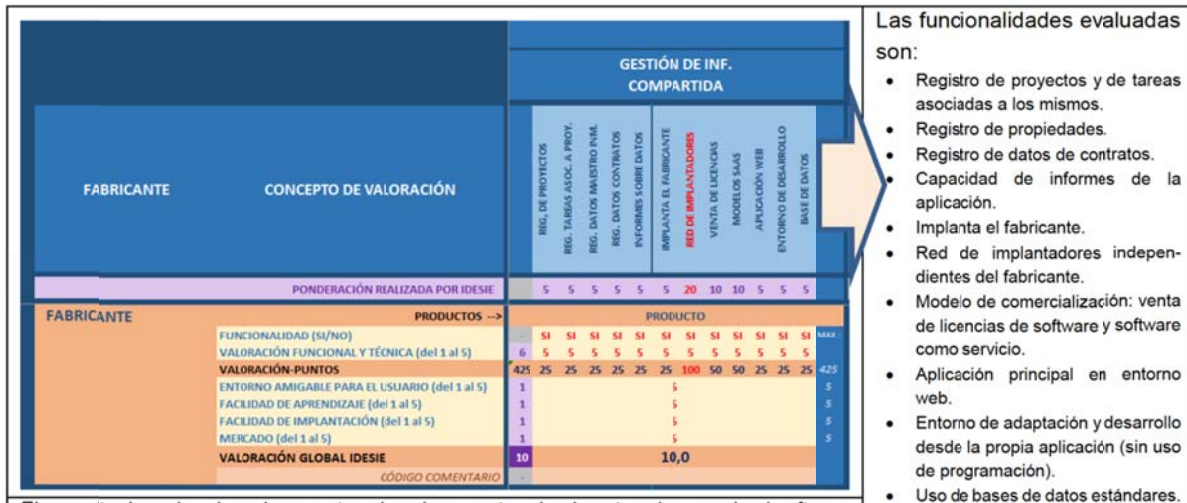 GESTIÓN DE INF.
COMPARTIDA
FABRICANTE
CONCEPTO DE VALORACIÓN
REG. DE PROYECTOS
REG. TAREAS ASOC. A PROY.
REG. DATOS MAESTRO INM.
REG. DATOS CONTRATOS
INFORMES SOBRE DATOS
IMPLANTA EL FABRICANTE
RED DE IMPLANTADORES
VENTA DE LICENCIAS
MODELOS SAAS
APLICACIÓN WEB
ENTORNO DE DESARROLLO
BASE DE DATOS
PONDERACIÓN REALIZADA POR IDESIE 5 5 5 5 5 5 20 10 10 5 5 5
FABRICANTE PRODUCTOS --> PRODUCTO
FUNCIONALIDAD (SI/NO) - SI SI SI SI SI SI SI SI SI SI SI SI MAX
VALORACIÓN FUNCIONAL Y TÉCNICA (del 1 al 5) 6 5 5 5 5 5 5 5 5 5 5 5 5
VALORACIÓN-PUNTOS 425 25 25 25 25 25 25 100 50 50 25 25 25 425
ENTORNO AMIGABLE PARA EL USUARIO (del 1 al 5) 1 5 5
FACILIDAD DE APRENDIZAJE (del 1 al 5) 1 5 5
FACILIDAD DE IMPLANTACIÓN (del 1 al 5) 1 5 5
MERCADO (del 1 al 5) 1 5 5
VALORACIÓN GLOBAL IDESIE 10 10,0
CÓDIGO COMENTARIO -
Las funcionalidades evaluadas
son:
• Registro de proyectos y de tareas
asociadas a los mismos.
• Registro de propiedades.
• Registro de datos de contratos.
• Capacidad de informes de la
aplicación.
• Implanta el fabricante.
• Red de implantadores indepen-
dientes del fabricante.
• Modelo de comercialización: venta
de licencias de software y software
como servicio.
• Aplicación principal en entorno
web.
• Entorno de adaptación y desarrollo
desde la propia aplicación (sin uso
de programación).
• Uso de bases de datos estándares.